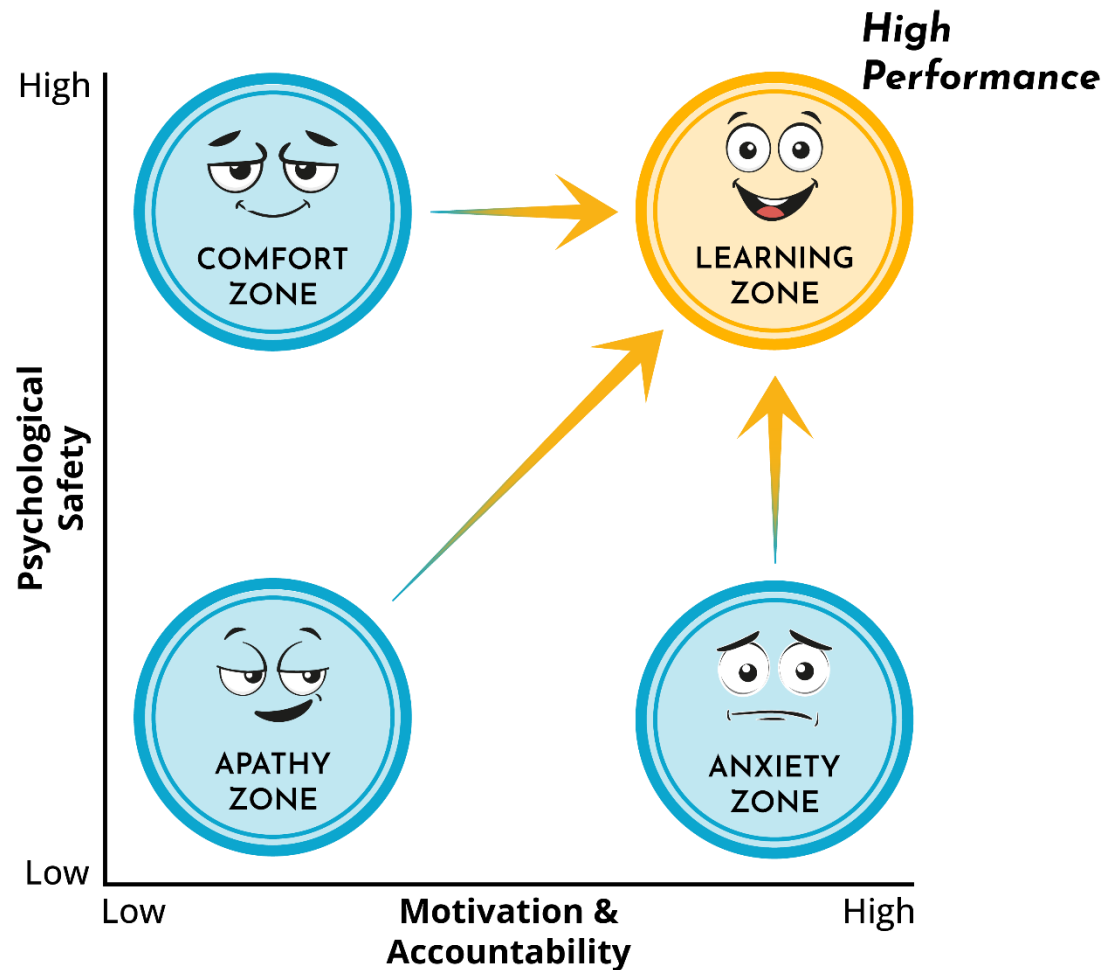 High
Performance
High
COMFORT
ZONE
LEARNING
ZONE
Psychological
Safety
APATHY
ZONE
ANXIETY
ZONE
Low
Low
Motivation &
Accountability
High